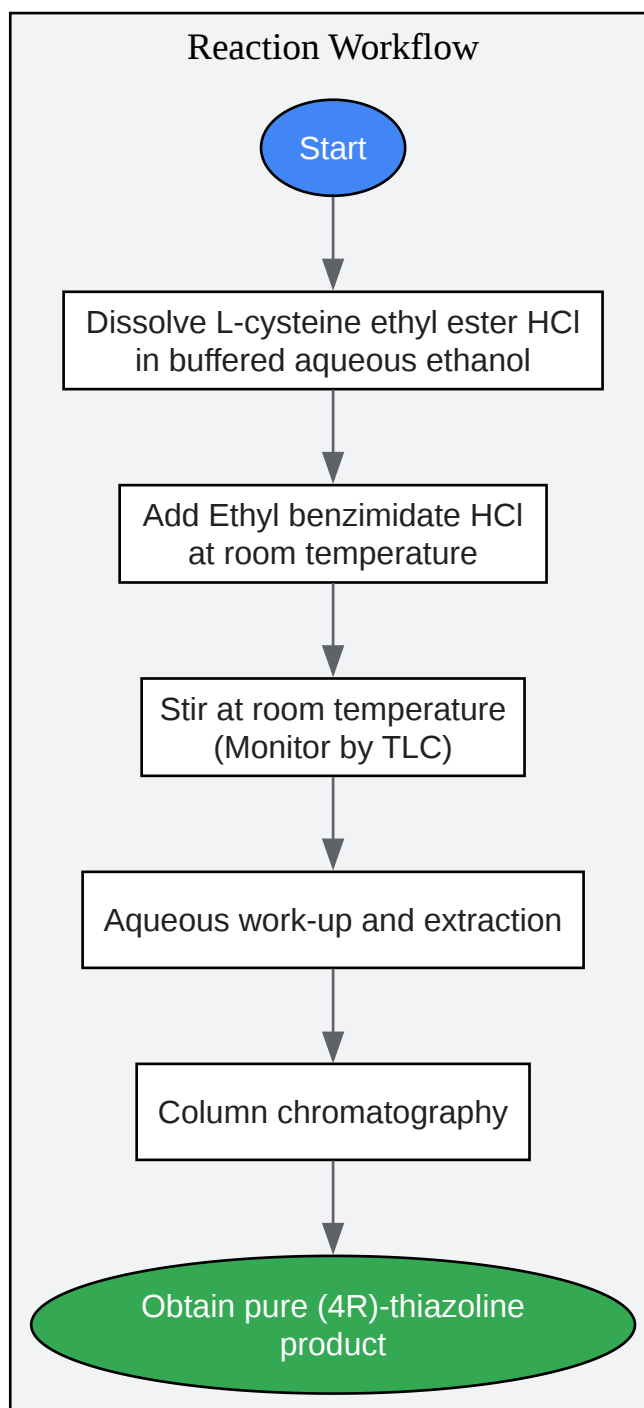 Reaction Workflow
Start
Dissolve L-cysteine ethyl ester HCl
in buffered aqueous ethanol
Add Ethyl benzimidate HCl
at room temperature
Stir at room temperature
(Monitor by TLC)
Aqueous work-up and extraction
Column chromatography
Obtain pure (4R)-thiazoline
product